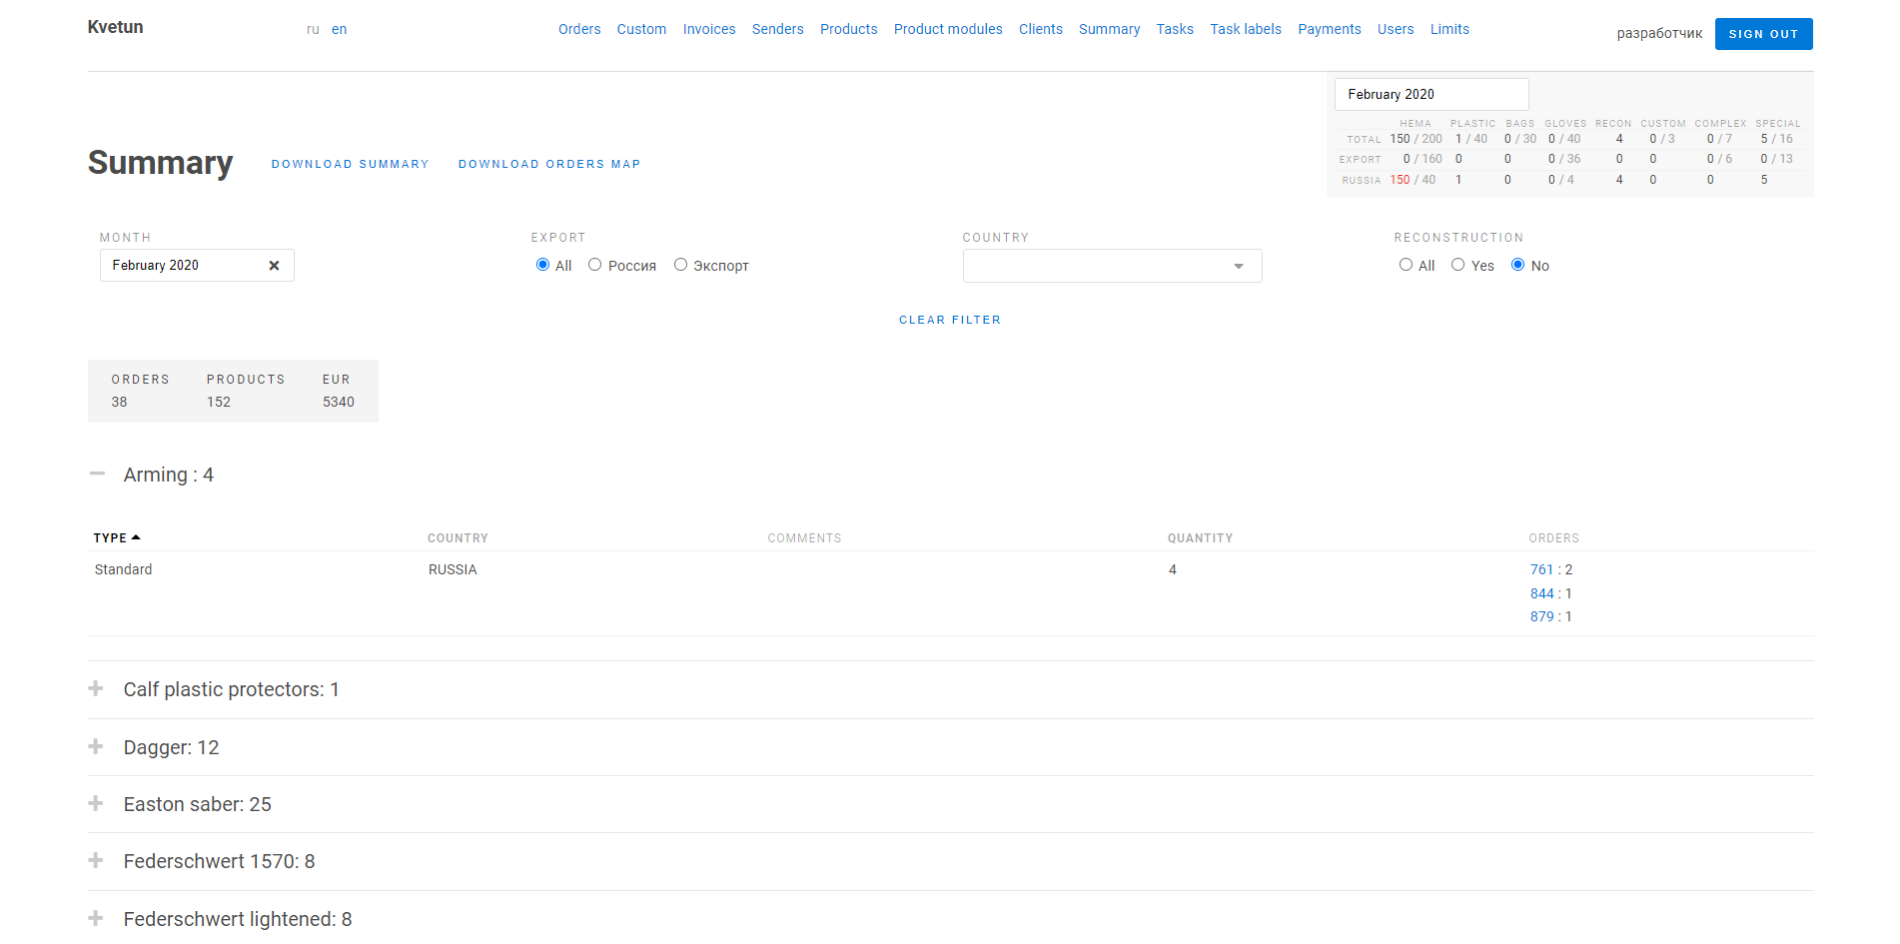 Kvetun ru en Orders Custom Invoices Senders Products Product modules Clients Summary Tasks Task labels Payments Users Limits разработчик SIGN OUT
February 2020
HEMA PLASTIC BAGS GLOVES RECON CUSTOM COMPLEX SPECIAL
TOTAL 150 / 200 1 / 40 0 / 30 0 / 40 4 0 / 3 0 / 7 5 / 16
EXPORT 0 / 160 0 0 0 / 36 0 0 0 / 6 0 / 13
RUSSIA 150 / 40 1 0 0 / 4 4 0 0 5
Summary DOWNLOAD SUMMARY DOWNLOAD ORDERS MAP
MONTH EXPORT COUNTRY RECONSTRUCTION
February 2020 All Россия Экспорт All Yes No
CLEAR FILTER
ORDERS PRODUCTS EUR
38 152 5340
Arming : 4
TYPE COUNTRY COMMENTS QUANTITY ORDERS
Standard RUSSIA 4 761 : 2
844 : 1
879 : 1
Calf plastic protectors: 1
Dagger: 12
Easton saber: 25
Federschwert 1570: 8
Federschwert lightened: 8